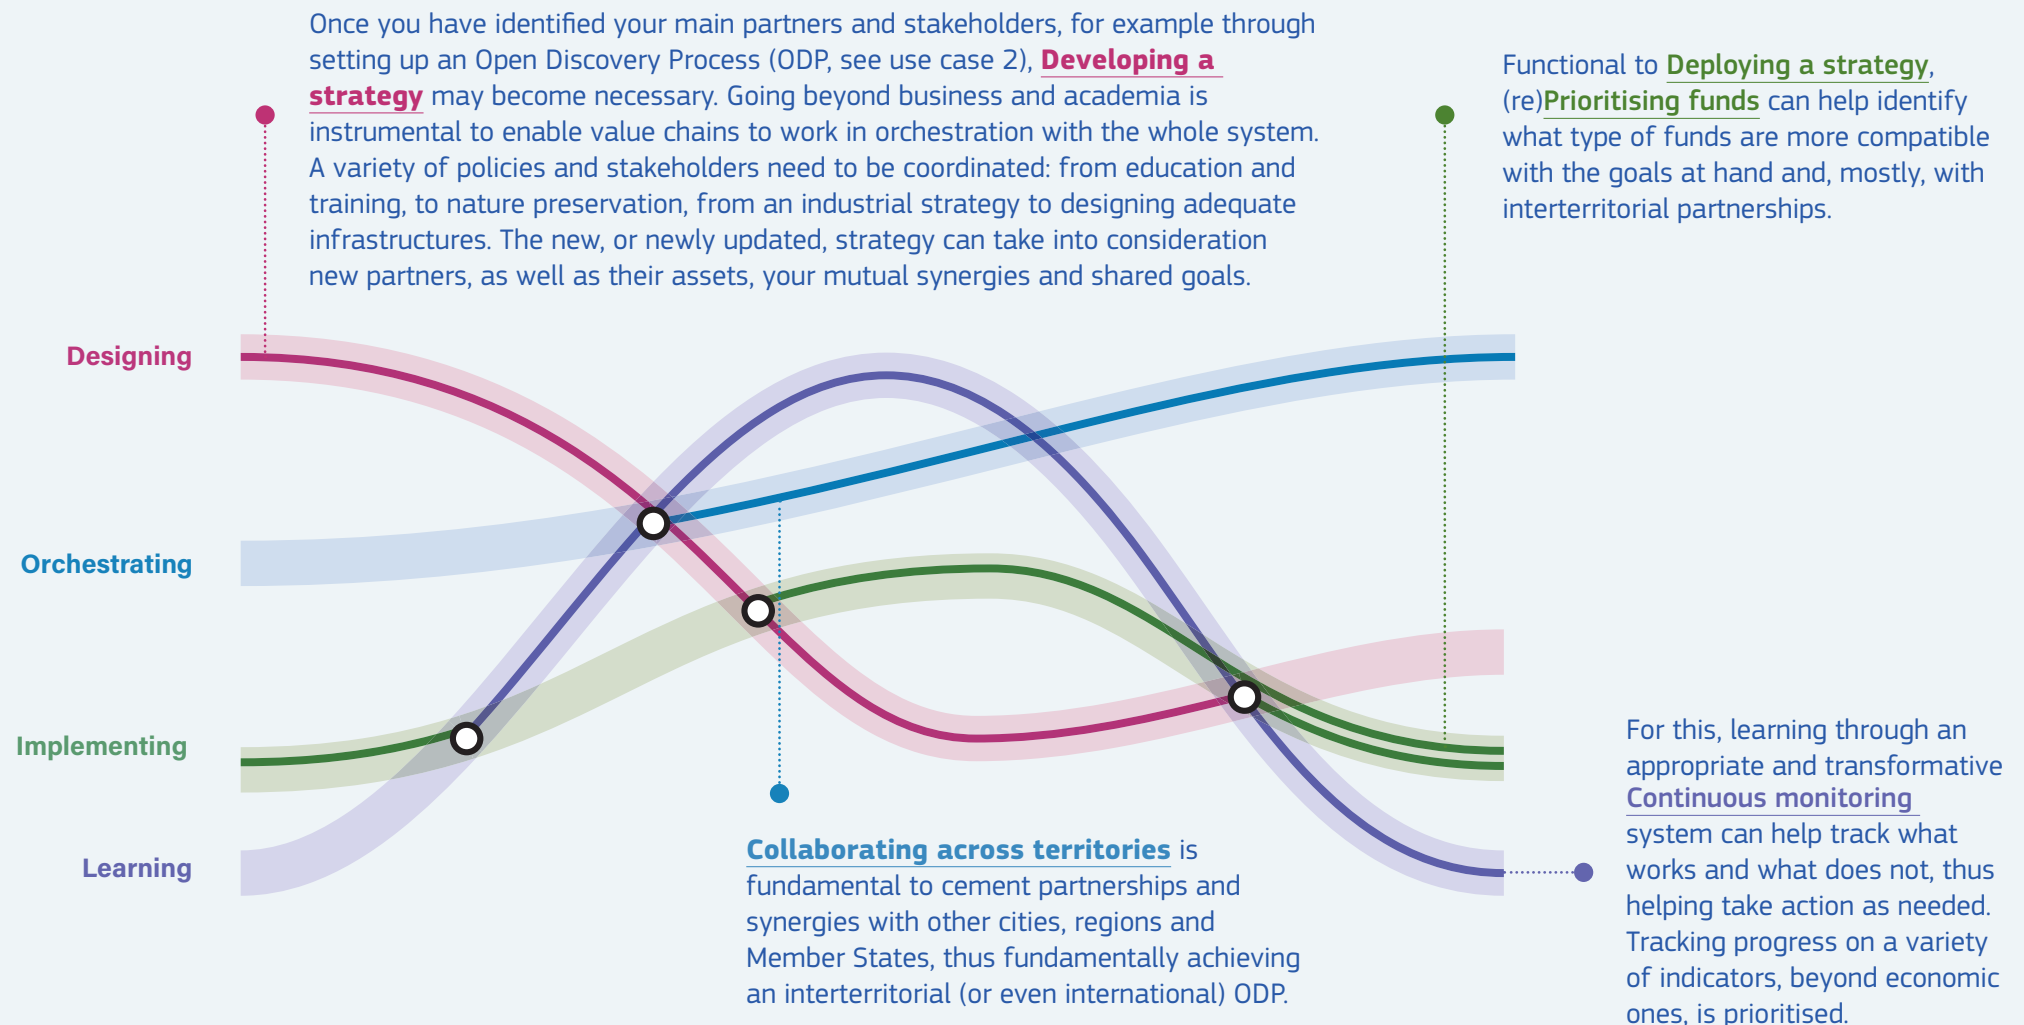 Once you have identified your main partners and stakeholders, for example through
setting up an Open Discovery Process (ODP, see use case 2), Developing a
strategy may become necessary. Going beyond business and academia is
instrumental to enable value chains to work in orchestration with the whole system.
A variety of policies and stakeholders need to be coordinated: from education and
training, to nature preservation, from an industrial strategy to designing adequate
infrastructures. The new, or newly updated, strategy can take into consideration
new partners, as well as their assets, your mutual synergies and shared goals.
Functional to Deploying a strategy,
(re)Prioritising funds can help identify
what type of funds are more compatible
with the goals at hand and, mostly, with
interterritorial partnerships.
Designing
Orchestrating
Implementing
Learning
Collaborating across territories is
fundamental to cement partnerships and
synergies with other cities, regions and
Member States, thus fundamentally achieving
an interterritorial (or even international) ODP.
For this, learning through an
appropriate and transformative
Continuous monitoring
system can help track what
works and what does not, thus
helping take action as needed.
Tracking progress on a variety
of indicators, beyond economic
ones, is prioritised.